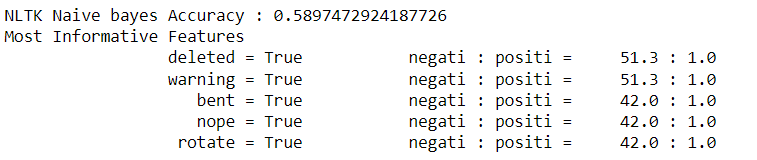 NLTK Naive bayes Accuracy : 0.5897472924187726
Most Informative Features
deleted = True negati : positi = 51.3 : 1.0
warning = True negati : positi = 51.3 : 1.0
bent = True negati : positi = 42.0 : 1.0
nope = True negati : positi = 42.0 : 1.0
rotate = True negati : positi = 42.0 : 1.0